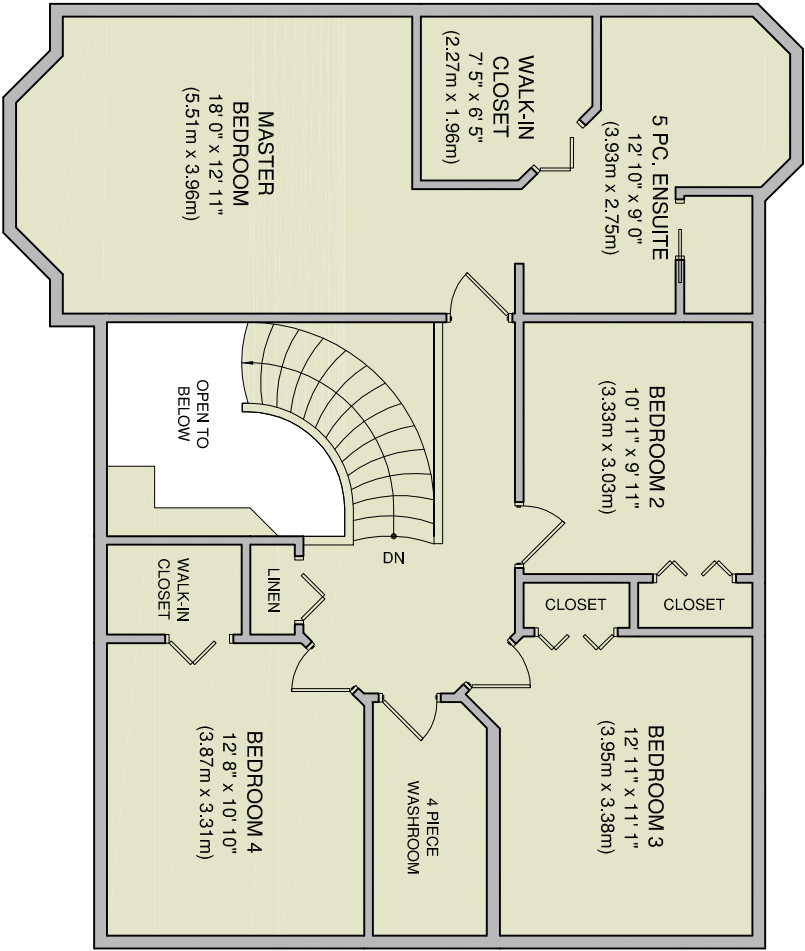 MASTER
BEDROOM
18' 0" x 12' 11"
(5.51m x 3.96m)
WALK-IN
CLOSET
7' 5" x 6' 5"
(2.27m x 1.96m)
5 PC. ENSUITE
12' 10" x 9' 0"
(3.93m x 2.75m)
OPEN TO
BELOW
DN
BEDROOM 2
10' 11" x 9' 11"
(3.33m x 3.03m)
WALK-IN
CLOSET
LINEN
CLOSET
CLOSET
BEDROOM 4
12' 8" x 10' 10"
(3.87m x 3.31m)
4 PIECE
WASHROOM
BEDROOM 3
12' 11" x 11' 1"
(3.95m x 3.38m)